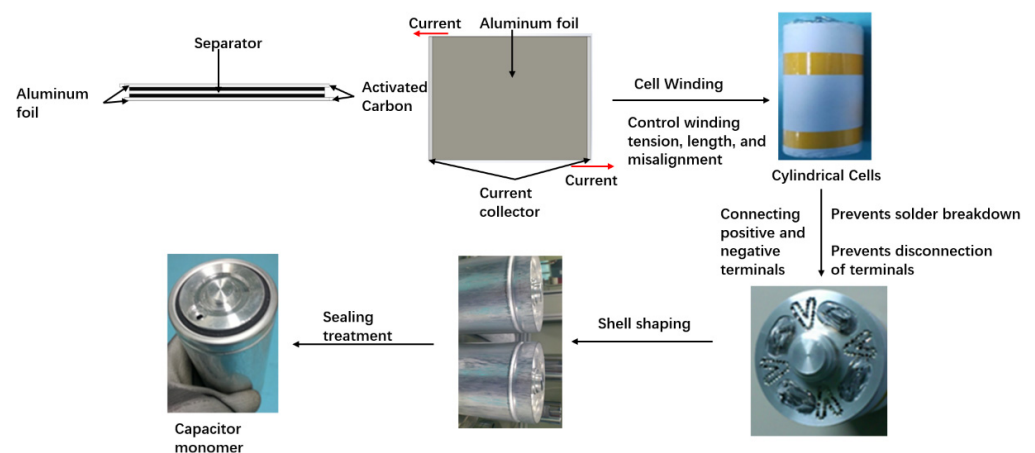 Separator
Aluminum
foil
Activated
Carbon
Current
Aluminum foil
Current
collector
Current
Cell Winding
Control winding
tension, length, and
misalignment
Cylindrical Cells
Connecting
positive and
negative
terminals
Prevents solder breakdown
Prevents disconnection
of terminals
Shell shaping
Sealing
treatment
Capacitor
monomer